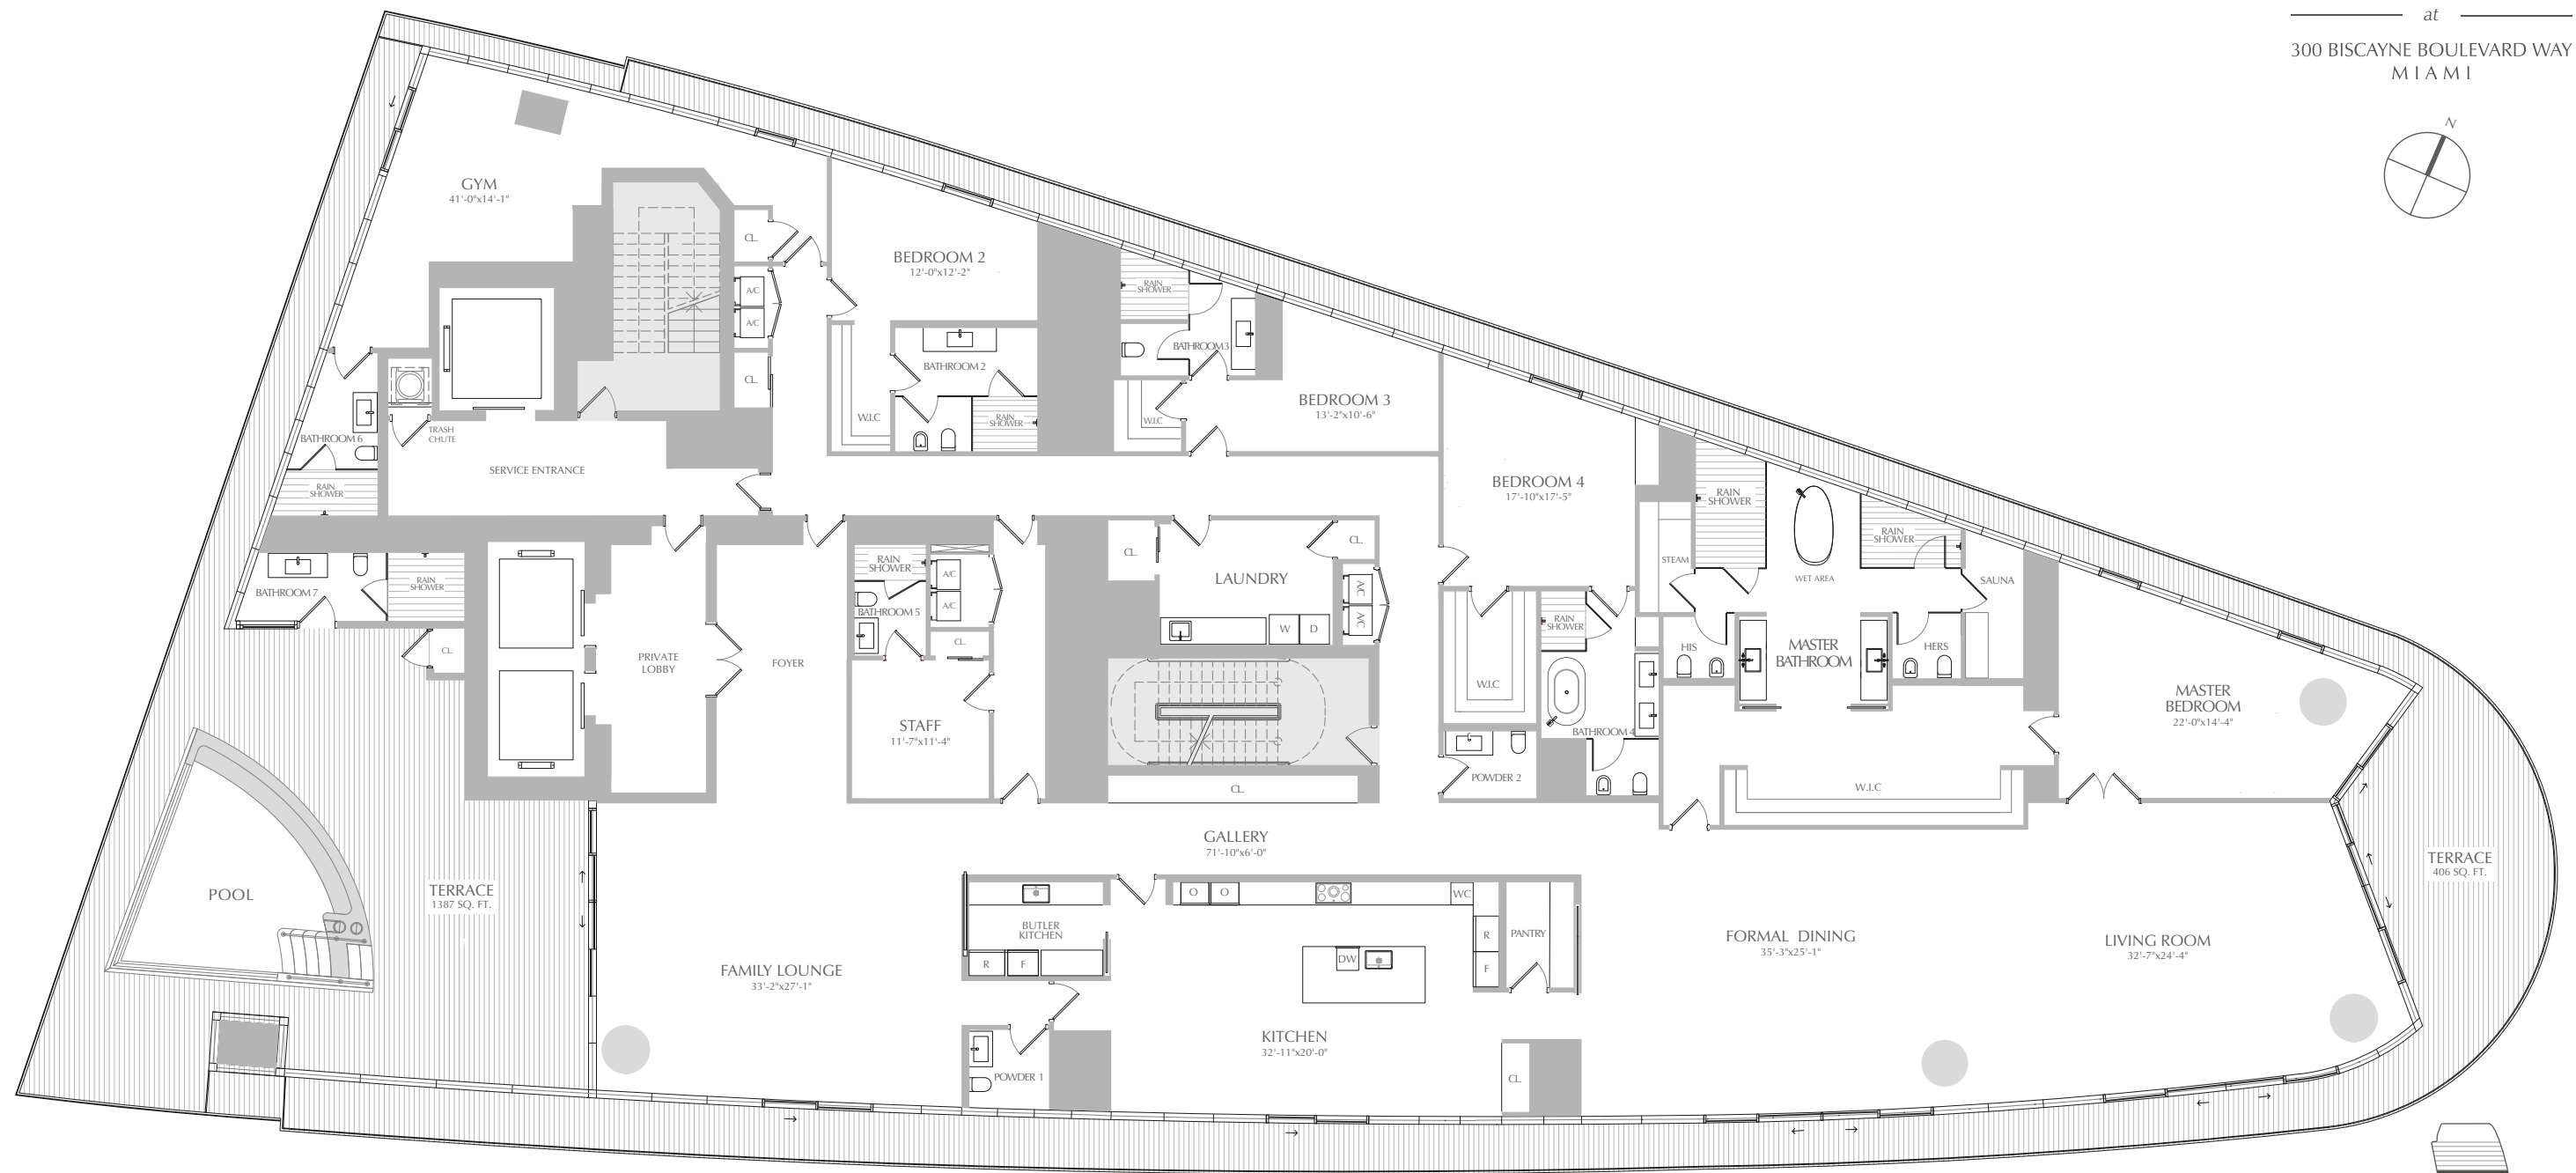 at
300 BISCAYNE BOULEVARD WAY
MIAMI
N
GYM
41'-0"x14'-1"
CL.
A/C
A/C
CL.
BEDROOM 2
12'-0"x12'-2"
BATHROOM 2
W.I.C
RAIN
SHOWER
RAIN
SHOWER
BATHROOM 3
W.I.C
BEDROOM 3
13'-2"x10'-6"
BEDROOM 4
17'-10"x17'-5"
TRASH
CHUTE
BATHROOM 6
RAIN
SHOWER
SERVICE ENTRANCE
BATHROOM 7
RAIN
SHOWER
CL.
PRIVATE
LOBBY
FOYER
RAIN
SHOWER
BATHROOM 5
A/C
A/C
CL.
STAFF
11'-7"x11'-4"
CL.
LAUNDRY
CL.
W
D
A/C
A/C
CL.
W.I.C
RAIN
SHOWER
BATHROOM 4
POWDER 2
STEAM
RAIN
SHOWER
WET AREA
RAIN
SHOWER
SAUNA
HIS
MASTER
BATHROOM
HERS
W.I.C
MASTER
BEDROOM
22'-0"x14'-4"
GALLERY
71'-10"x6'-0"
POOL
TERRACE
1387 SQ. FT.
FAMILY LOUNGE
33'-2"x27'-1"
BUTLER
KITCHEN
R
F
POWDER 1
O
O
WC
R
F
PANTRY
DW
KITCHEN
32'-11"x20'-0"
CL.
FORMAL DINING
35'-3"x25'-1"
LIVING ROOM
32'-7"x24'-4"
TERRACE
406 SQ. FT.